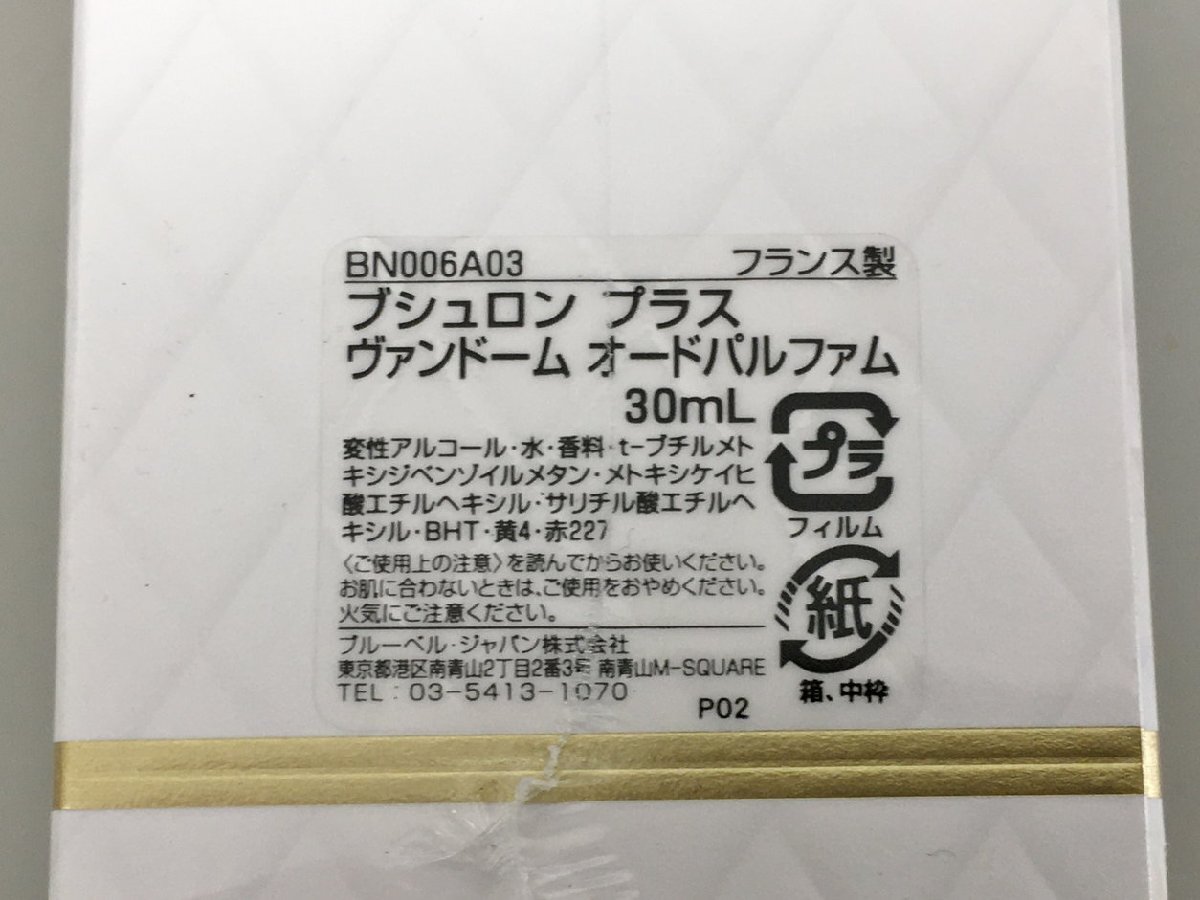 BN006A03 フランス製
ブシュロン プラス
ヴァンドーム オードパルファム
30mL
変性アルコール・水・香料・t-ブチルメト
キシジベンゾイルメタン・メトキシケイヒ
酸エチルヘキシル・サリチル酸エチルヘ
キシル・BHT・黄4・赤227
プラ
フィルム
〈ご使用上の注意〉を読んでからお使いください。
お肌に合わないときは、ご使用をおやめください。
火気にご注意ください。
紙
箱、中枠
ブルーベル・ジャパン株式会社
東京都港区南青山2丁目2番3号 南青山M-SQUARE
TEL：03-5413-1070
P02